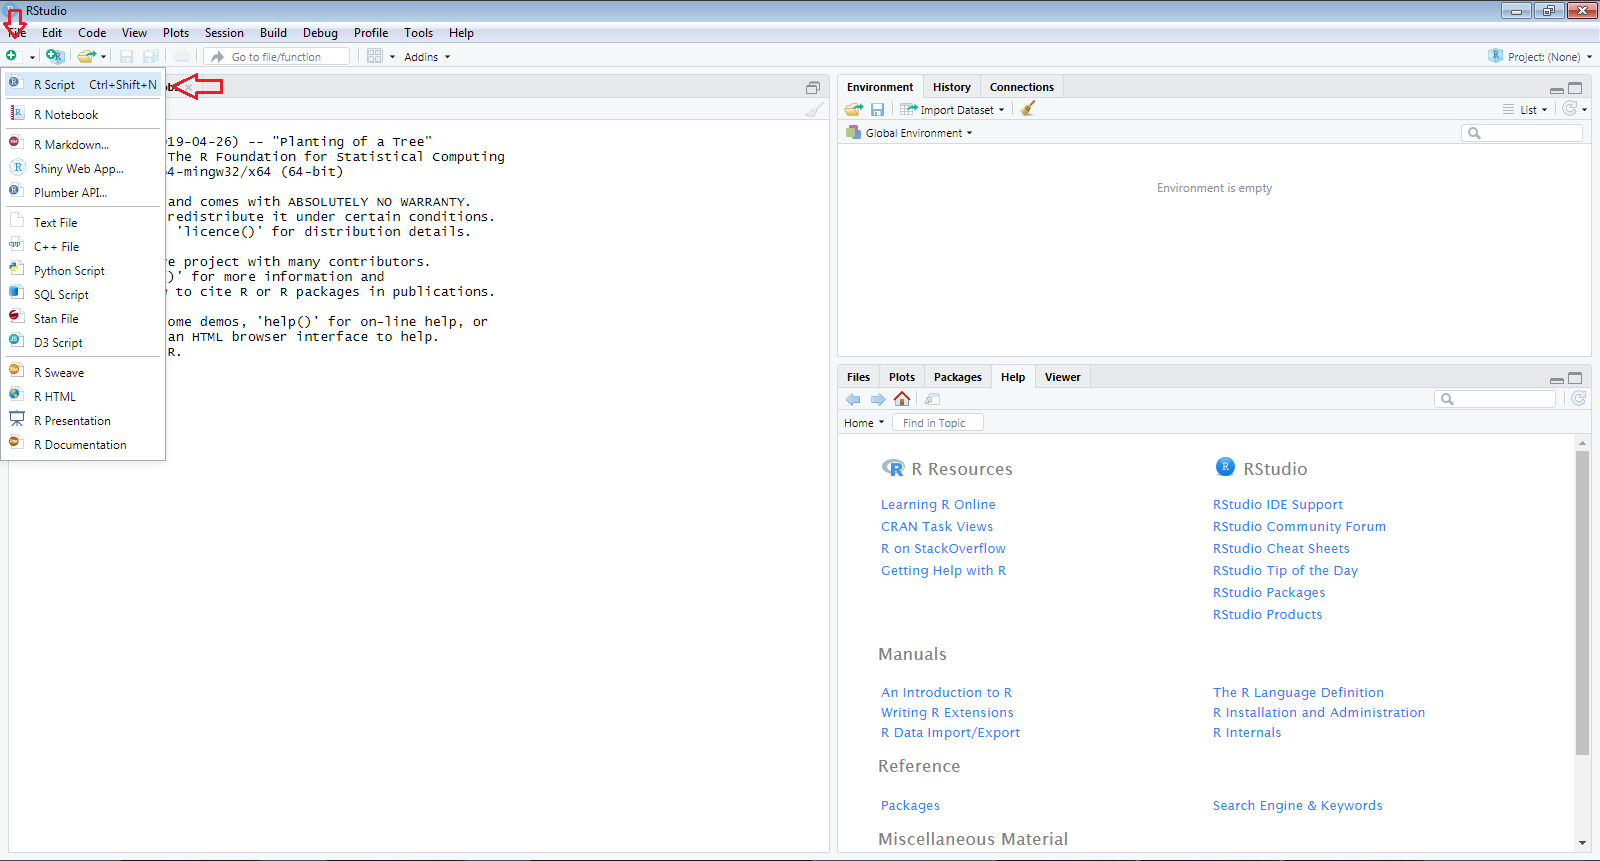 RStudio
File Edit Code View Plots Session Build Debug Profile Tools Help
Go to file/function Addins Project: (None)
R Script Ctrl+Shift+N
R Notebook
R Markdown...
Shiny Web App...
Plumber API...
Text File
C++ File
Python Script
SQL Script
Stan File
D3 Script
R Sweave
R HTML
R Presentation
R Documentation
19-04-26) -- "Planting of a Tree"
The R Foundation for Statistical Computing
4-mingw32/x64 (64-bit)
and comes with ABSOLUTELY NO WARRANTY.
redistribute it under certain conditions.
'licence()' for distribution details.
e project with many contributors.
)' for more information and
to cite R or R packages in publications.
ome demos, 'help()' for on-line help, or
an HTML browser interface to help.
R.
Environment History Connections
Import Dataset List
Global Environment
Environment is empty
Files Plots Packages Help Viewer
Home Find in Topic
R Resources
Learning R Online
CRAN Task Views
R on StackOverflow
Getting Help with R
RStudio
RStudio IDE Support
RStudio Community Forum
RStudio Cheat Sheets
RStudio Tip of the Day
RStudio Packages
RStudio Products
Manuals
An Introduction to R The R Language Definition
Writing R Extensions R Installation and Administration
R Data Import/Export R Internals
Reference
Packages Search Engine & Keywords
Miscellaneous Material